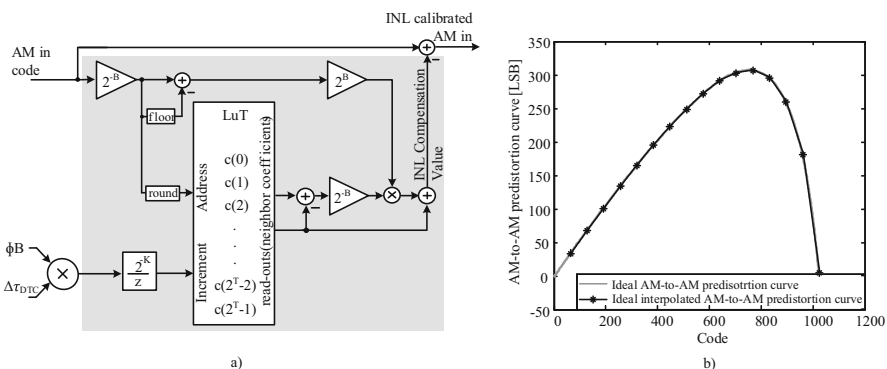 INL calibrated
AM in
AM in
code
2^-B
+
−
2^B
floor
LuT
round
Address
Increment
c(0)
c(1)
c(2)
.
.
.
c(2^T-2)
c(2^T-1)
read-outs(neighbor coefficients)
+
−
2^-B
×
+
INL Compensation
Value
+
−
ϕB
Δτ_DTC
×
2^-K
z
a)
AM-to-AM predistortion curve [LSB]
350
300
250
200
150
100
50
0
-50
0
200
400
600
800
1000
1200
Code
Ideal AM-to-AM predisotrtion curve
Ideal interpolated AM-to-AM predistortion curve
b)